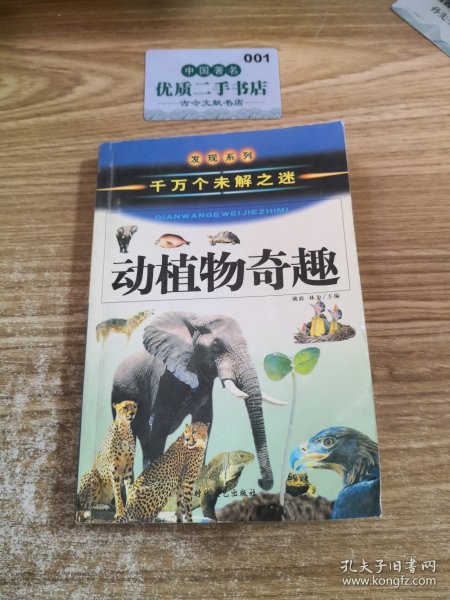 001
中国著名
优质二手书店
古今文献书店
发现系列
千万个未解之迷
QIANWANGEWEIJIEZHIMI
动植物奇趣
主编
出版社
孔夫子旧书网
www.kongfz.com